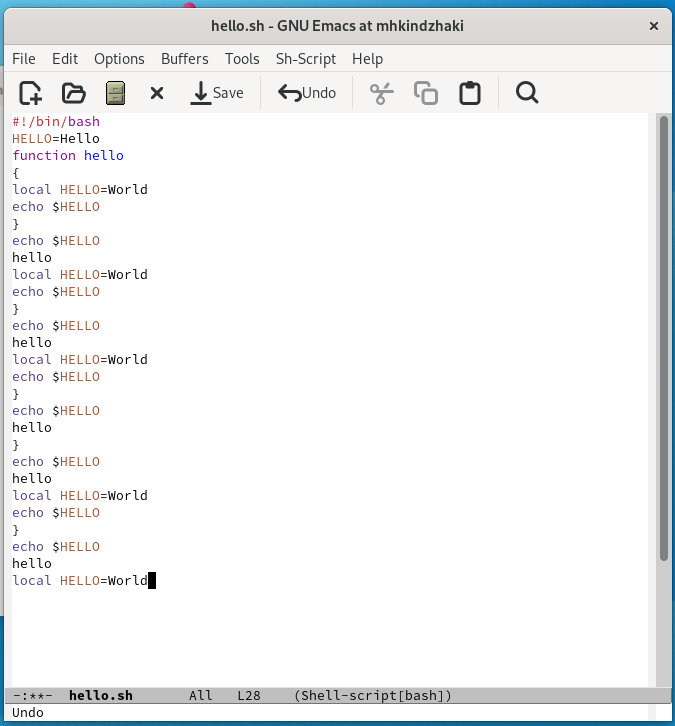 hello.sh - GNU Emacs at mhkindzhaki
File Edit Options Buffers Tools Sh-Script Help
Save Undo
#!/bin/bash
HELLO=Hello
function hello
{
local HELLO=World
echo $HELLO
}
echo $HELLO
hello
local HELLO=World
echo $HELLO
}
echo $HELLO
hello
local HELLO=World
echo $HELLO
}
echo $HELLO
hello
}
echo $HELLO
hello
local HELLO=World
echo $HELLO
}
echo $HELLO
hello
local HELLO=World
-:**- hello.sh All L28 (Shell-script[bash])
Undo